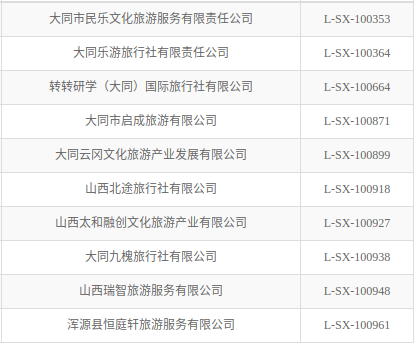 大同市民乐文化旅游服务有限责任公司 L-SX-100353
大同乐游旅行社有限责任公司 L-SX-100364
转转研学（大同）国际旅行社有限公司 L-SX-100664
大同市启成旅游有限公司 L-SX-100871
大同云冈文化旅游产业发展有限公司 L-SX-100899
山西北途旅行社有限公司 L-SX-100918
山西太和融创文化旅游产业有限公司 L-SX-100927
大同九槐旅行社有限公司 L-SX-100938
山西瑞智旅游服务有限公司 L-SX-100948
浑源县恒庭轩旅游服务有限公司 L-SX-100961